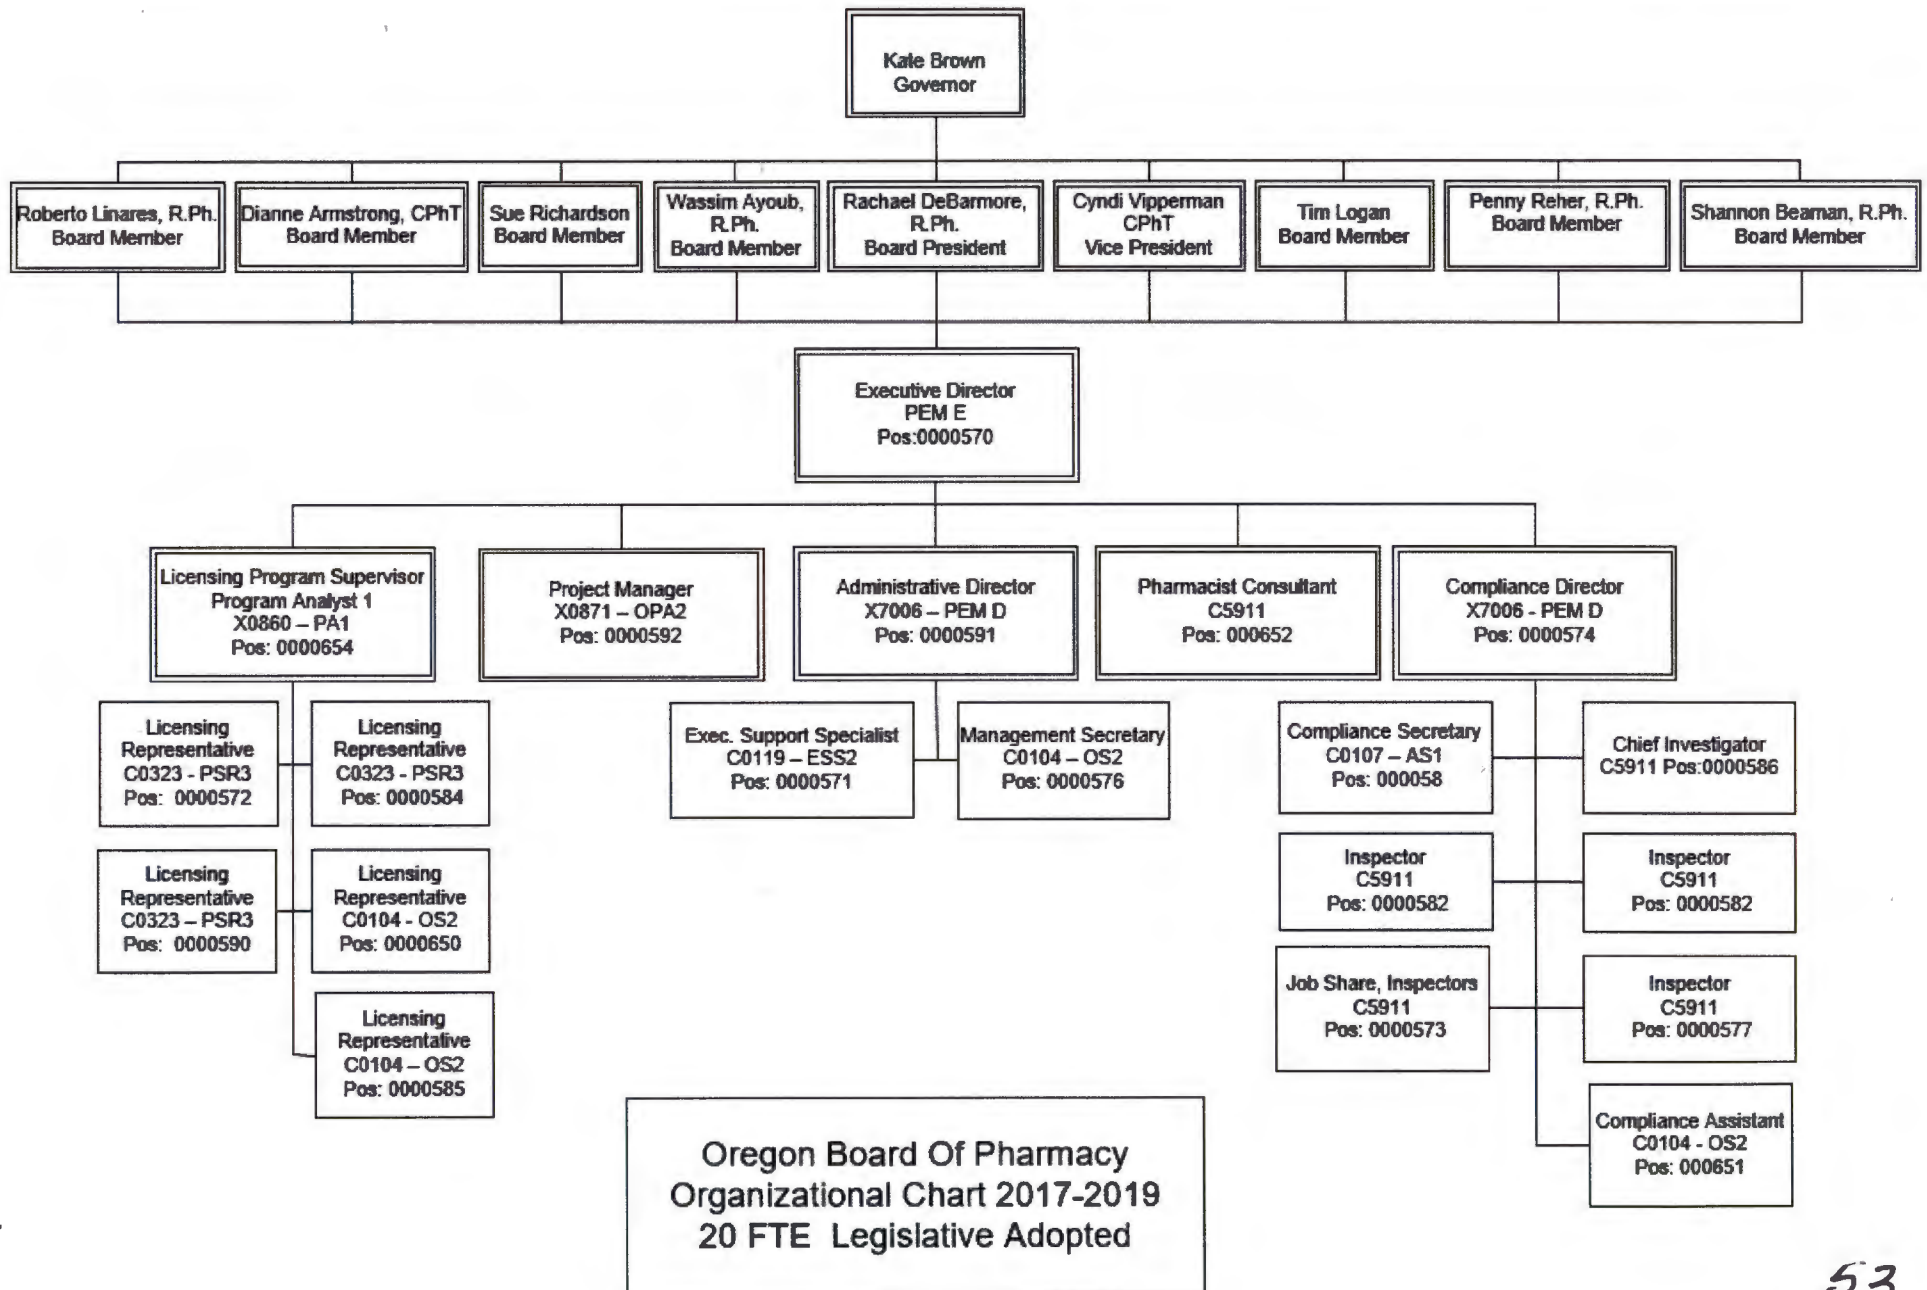 Kate Brown
Governor
Roberto Linares, R.Ph.
Board Member
Dianne Armstrong, CPhT
Board Member
Sue Richardson
Board Member
Wassim Ayoub,
R.Ph.
Board Member
Rachael DeBarmore,
R.Ph.
Board President
Cyndi Vipperman
CPhT
Vice President
Tim Logan
Board Member
Penny Reher, R.Ph.
Board Member
Shannon Beaman, R.Ph.
Board Member
Executive Director
PEM E
Pos:0000570
Licensing Program Supervisor
Program Analyst 1
X0860 – PA1
Pos: 0000654
Project Manager
X0871 – OPA2
Pos: 0000592
Administrative Director
X7006 – PEM D
Pos: 0000591
Pharmacist Consultant
C5911
Pos: 000652
Compliance Director
X7006 - PEM D
Pos: 0000574
Licensing
Representative
C0323 - PSR3
Pos: 0000572
Licensing
Representative
C0323 - PSR3
Pos: 0000584
Licensing
Representative
C0323 – PSR3
Pos: 0000590
Licensing
Representative
C0104 - OS2
Pos: 0000650
Licensing
Representative
C0104 – OS2
Pos: 0000585
Exec. Support Specialist
C0119 – ESS2
Pos: 0000571
Management Secretary
C0104 – OS2
Pos: 0000576
Compliance Secretary
C0107 – AS1
Pos: 000058
Chief Investigator
C5911 Pos:0000586
Inspector
C5911
Pos: 0000582
Inspector
C5911
Pos: 0000582
Job Share, Inspectors
C5911
Pos: 0000573
Inspector
C5911
Pos: 0000577
Compliance Assistant
C0104 - OS2
Pos: 000651
Oregon Board Of Pharmacy
Organizational Chart 2017-2019
20 FTE Legislative Adopted
53